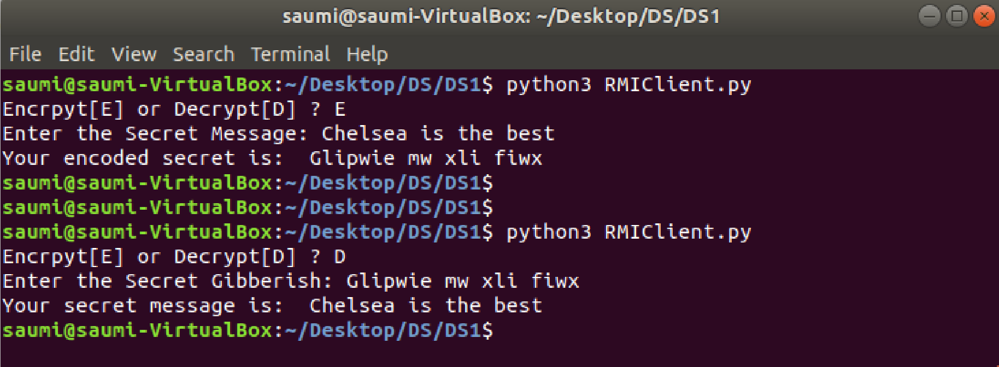 saumi@saumi-VirtualBox: ~/Desktop/DS/DS1
File Edit View Search Terminal Help
saumi@saumi-VirtualBox:~/Desktop/DS/DS1$ python3 RMIClient.py
Encrpyt[E] or Decrypt[D] ? E
Enter the Secret Message: Chelsea is the best
Your encoded secret is:  Glipwie mw xli fiwx
saumi@saumi-VirtualBox:~/Desktop/DS/DS1$
saumi@saumi-VirtualBox:~/Desktop/DS/DS1$
saumi@saumi-VirtualBox:~/Desktop/DS/DS1$ python3 RMIClient.py
Encrpyt[E] or Decrypt[D] ? D
Enter the Secret Gibberish: Glipwie mw xli fiwx
Your secret message is:  Chelsea is the best
saumi@saumi-VirtualBox:~/Desktop/DS/DS1$